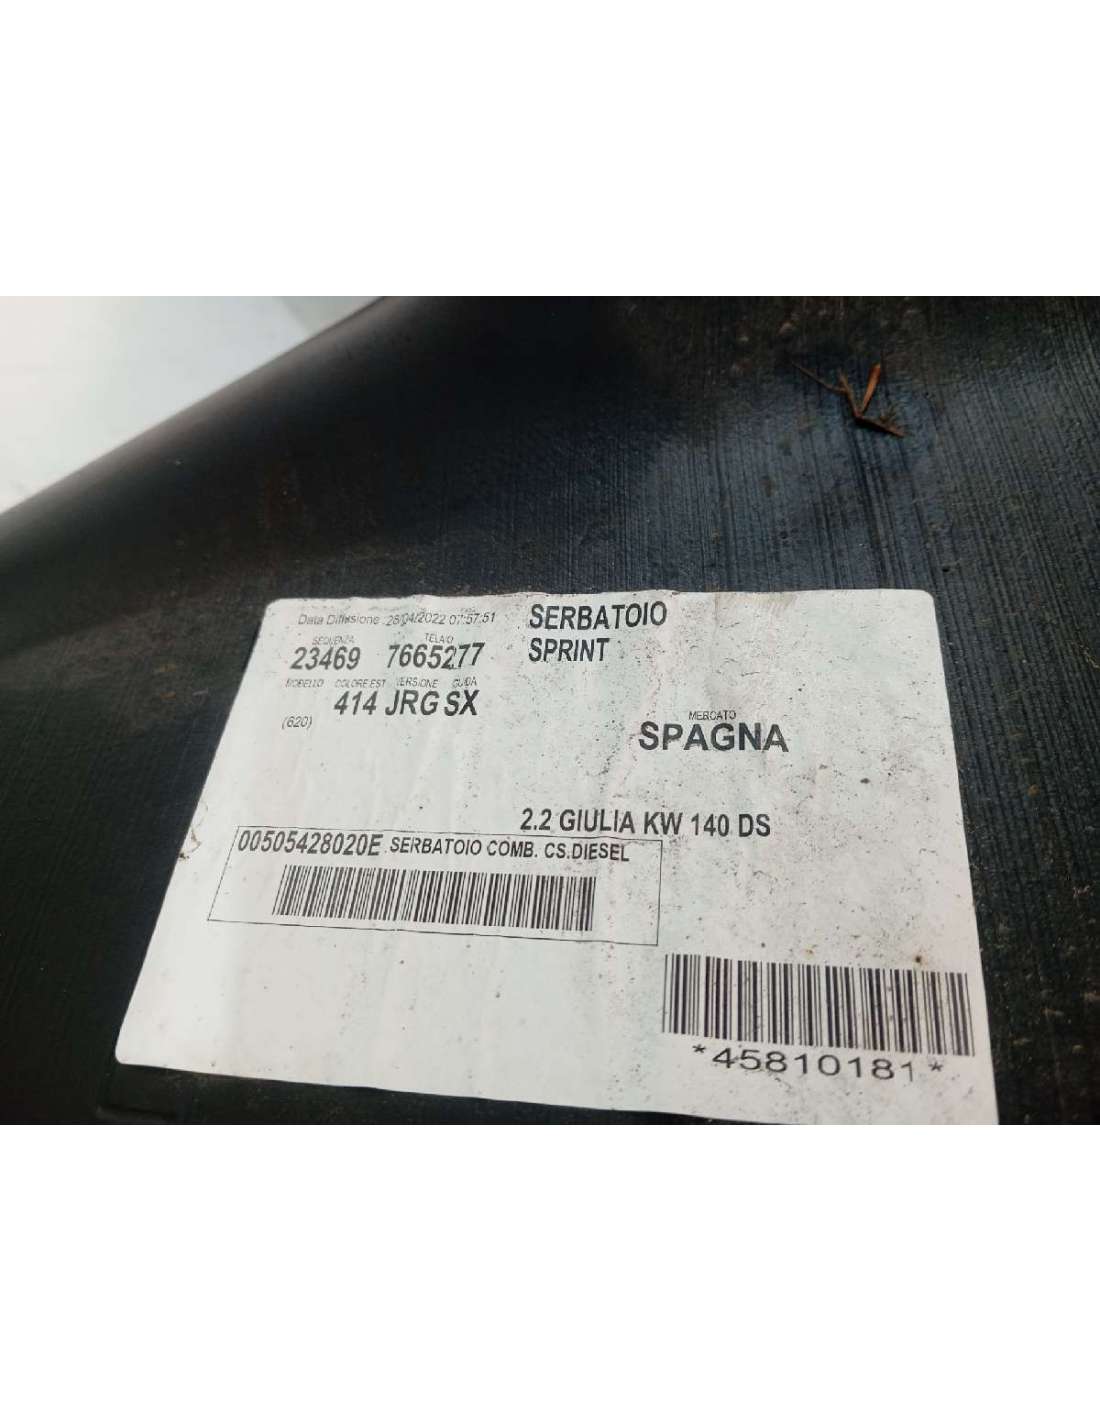 Data Diffusione :28/04/2022 07:57:51
SERBATOIO
SEQUENZA TELAIO
23469 7665277
SPRINT
MODELLO COLORE EST VERSIONE GUIDA
414 JRG SX
(620)
MERCATO
SPAGNA
2.2 GIULIA KW 140 DS
00505428020E SERBATOIO COMB. CS.DIESEL
*45810181*